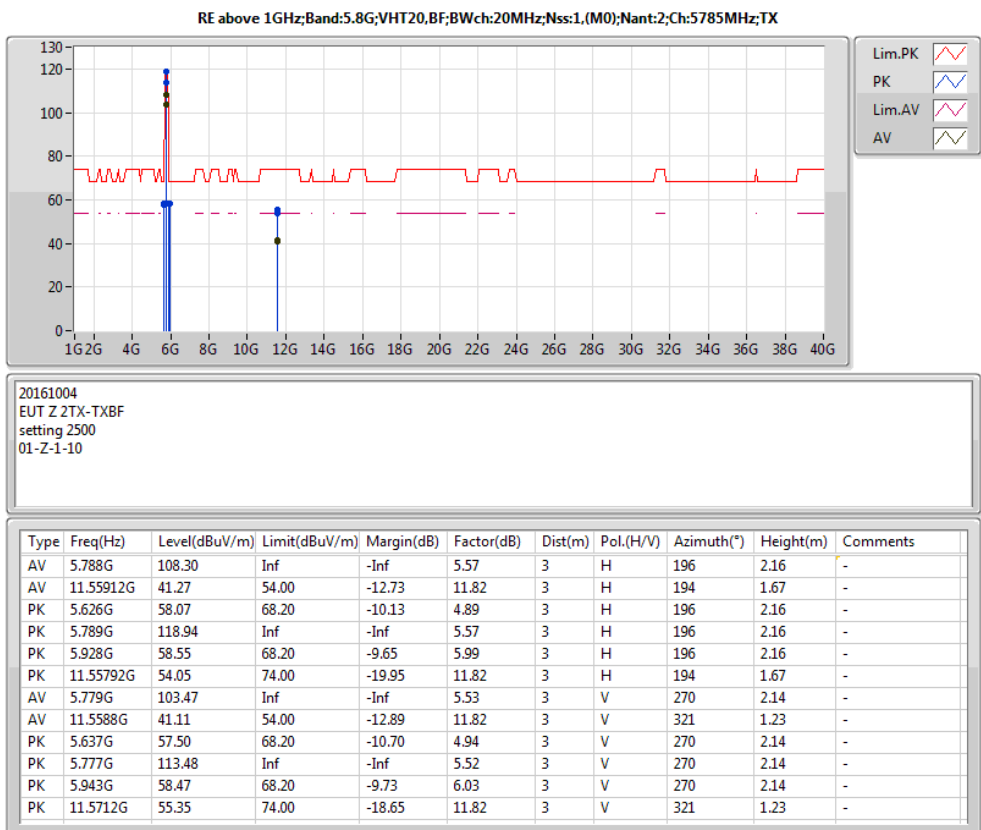 RE above 1GHz;Band:5.8G;VHT20,BF;BWch:20MHz;Nss:1,(M0);Nant:2;Ch:5785MHz;TX
130
120
100
80
60
40
20
0
1G 2G 4G 6G 8G 10G 12G 14G 16G 18G 20G 22G 24G 26G 28G 30G 32G 34G 36G 38G 40G
Lim.PK
PK
Lim.AV
AV
20161004
EUT Z 2TX-TXBF
setting 2500
01-Z-1-10
Type Freq(Hz) Level(dBuV/m) Limit(dBuV/m) Margin(dB) Factor(dB) Dist(m) Pol.(H/V) Azimuth(°) Height(m) Comments
AV 5.788G 108.30 Inf -Inf 5.57 3 H 196 2.16 -
AV 11.55912G 41.27 54.00 -12.73 11.82 3 H 194 1.67 -
PK 5.626G 58.07 68.20 -10.13 4.89 3 H 196 2.16 -
PK 5.789G 118.94 Inf -Inf 5.57 3 H 196 2.16 -
PK 5.928G 58.55 68.20 -9.65 5.99 3 H 196 2.16 -
PK 11.55792G 54.05 74.00 -19.95 11.82 3 H 194 1.67 -
AV 5.779G 103.47 Inf -Inf 5.53 3 V 270 2.14 -
AV 11.5588G 41.11 54.00 -12.89 11.82 3 V 321 1.23 -
PK 5.637G 57.50 68.20 -10.70 4.94 3 V 270 2.14 -
PK 5.777G 113.48 Inf -Inf 5.52 3 V 270 2.14 -
PK 5.943G 58.47 68.20 -9.73 6.03 3 V 270 2.14 -
PK 11.5712G 55.35 74.00 -18.65 11.82 3 V 321 1.23 -